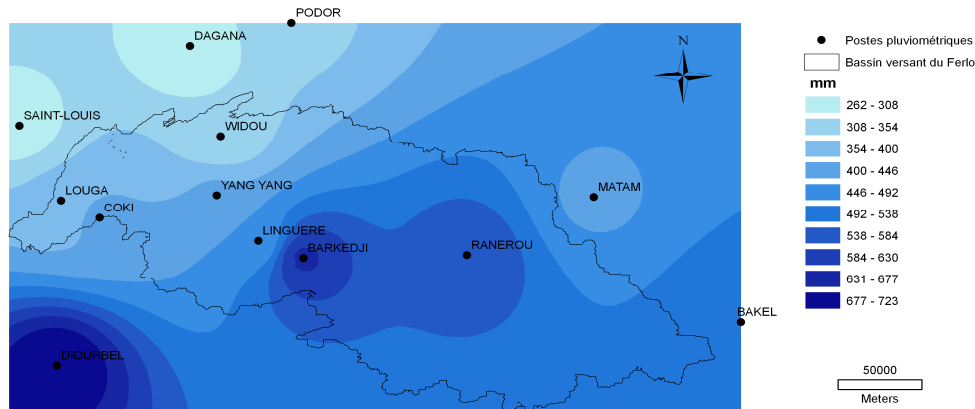 PODOR
DAGANA
N
SAINT-LOUIS
WIDOU
YANG YANG
MATAM
LOUGA
COKI
LINGUERE
BARKEDJI
RANEROU
BAKEL
DIOURBEL
Postes pluviométriques
Bassin versant du Ferlo
mm
262 - 308
308 - 354
354 - 400
400 - 446
446 - 492
492 - 538
538 - 584
584 - 630
631 - 677
677 - 723
50000
Meters